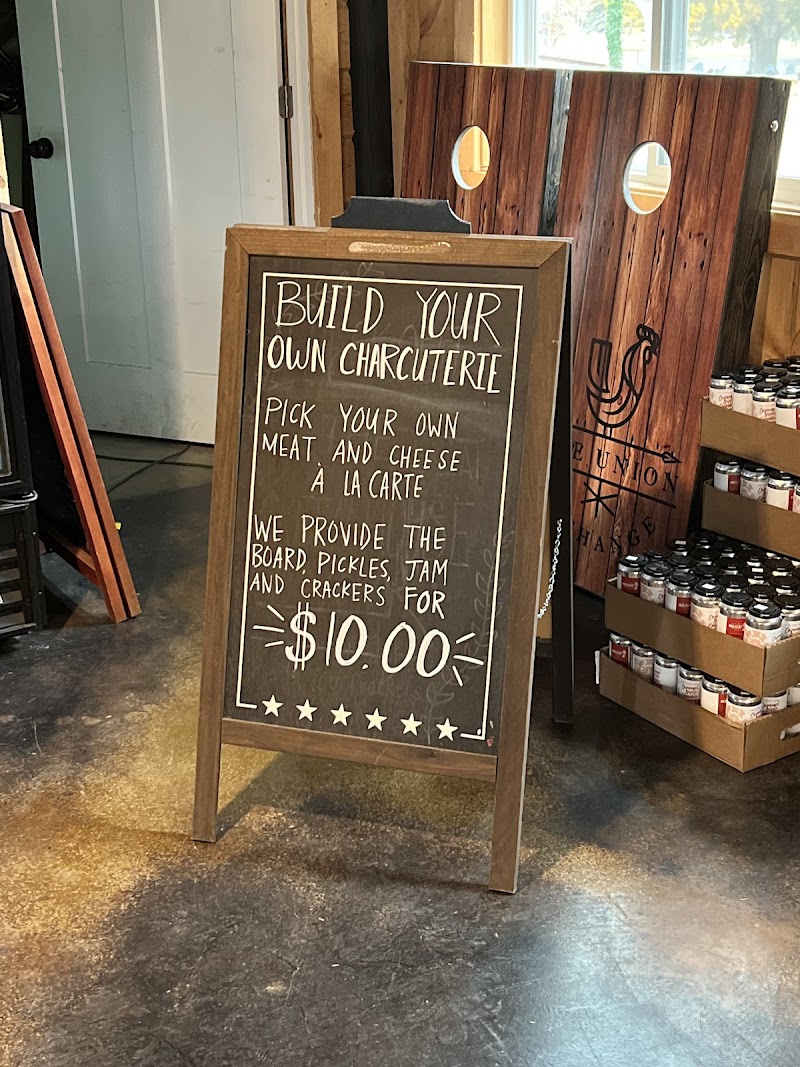 BUILD YOUR
OWN CHARCUTERIE
PICK YOUR OWN
MEAT AND CHEESE
À LA CARTE
WE PROVIDE THE
BOARD, PICKLES, JAM
AND CRACKERS FOR
$10.00
UNION